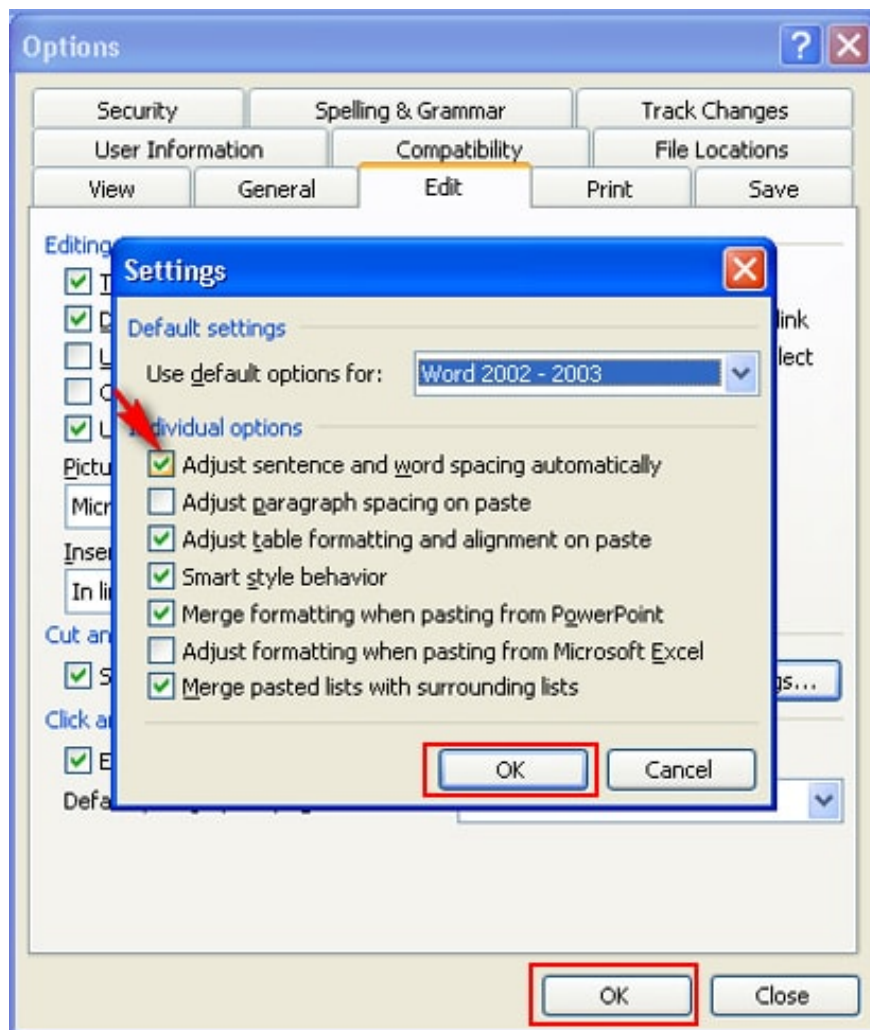 Options
Security Spelling & Grammar Track Changes
User Information Compatibility File Locations
View General Edit Print Save
Editing
Settings
Default settings
link
Use default options for: Word 2002 - 2003
Individual options
Adjust sentence and word spacing automatically
Adjust paragraph spacing on paste
Adjust table formatting and alignment on paste
Smart style behavior
Merge formatting when pasting from PowerPoint
Adjust formatting when pasting from Microsoft Excel
Merge pasted lists with surrounding lists
OK Cancel
OK Close